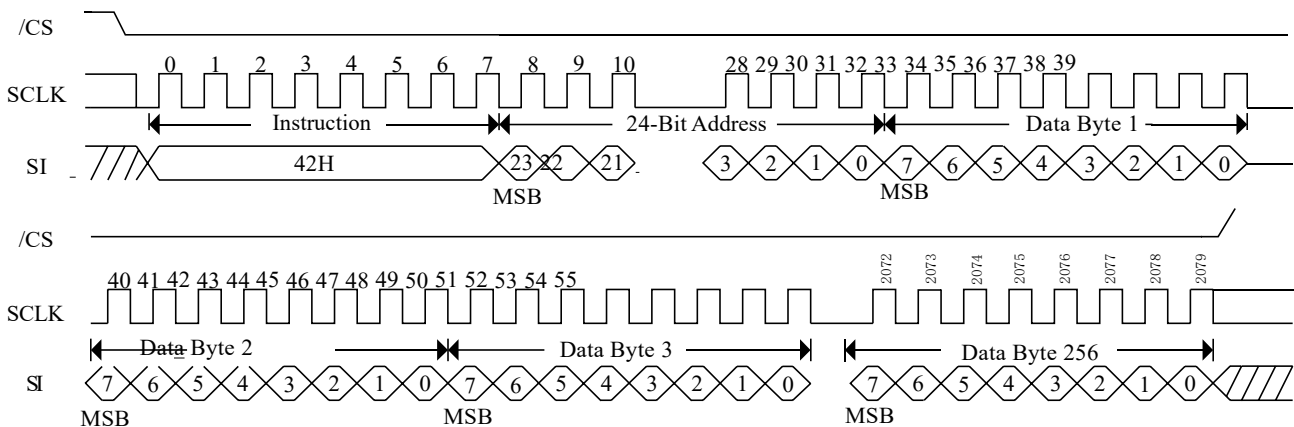 /CS
0 1 2 3 4 5 6 7 8 9 10 28 29 30 31 32 33 34 35 36 37 38 39
SCLK
Instruction 24-Bit Address Data Byte 1
SI 42H 23 22 21 3 2 1 0 7 6 5 4 3 2 1 0
MSB MSB
/CS
40 41 42 43 44 45 46 47 48 49 50 51 52 53 54 55 2072 2073 2074 2075 2076 2077 2078 2079
SCLK
Data Byte 2 Data Byte 3 Data Byte 256
SI 7 6 5 4 3 2 1 0 7 6 5 4 3 2 1 0 7 6 5 4 3 2 1 0
MSB MSB MSB